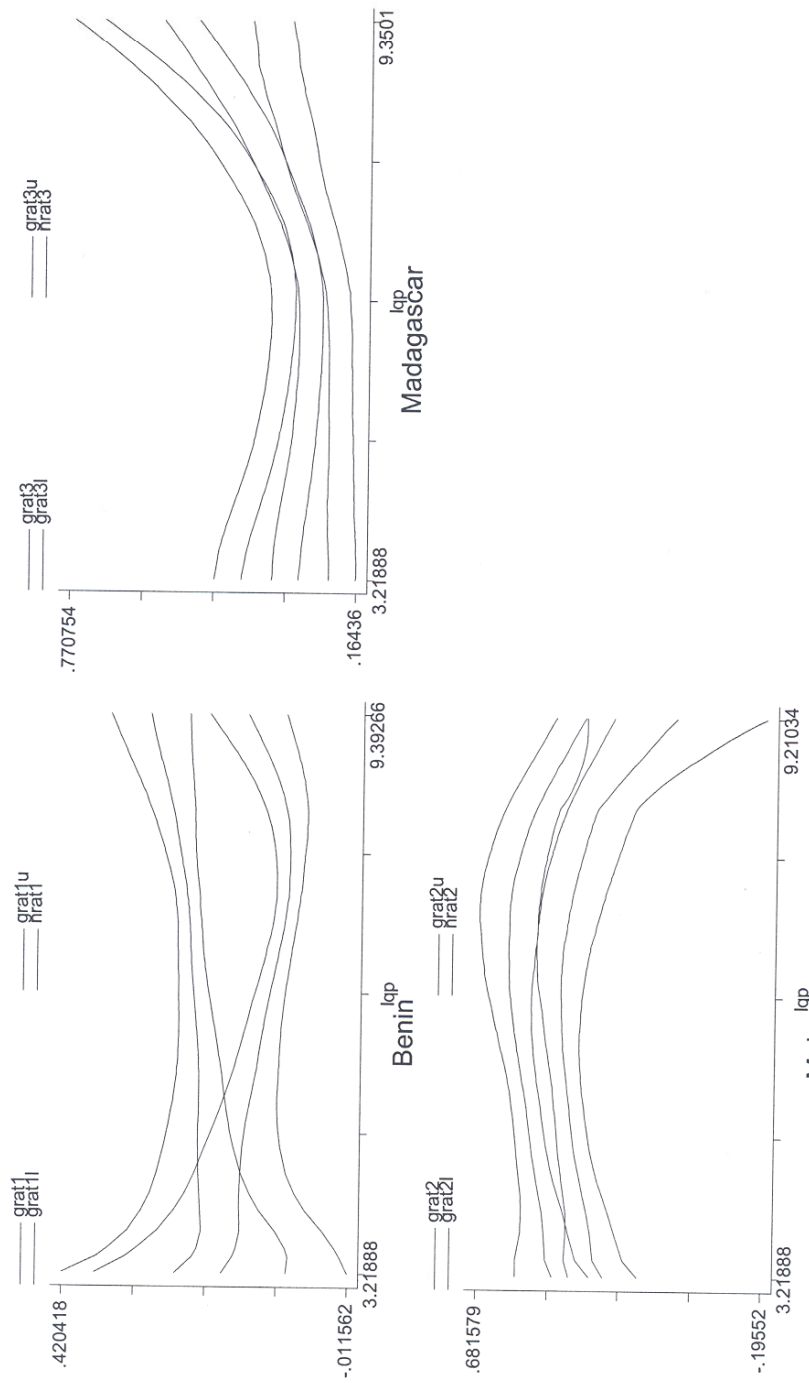 grat1
grat1l
grat1u
hrat1
.420418
-.011562
3.21888
9.39266
lqp
Benin
grat3
grat3l
grat3u
hrat3
.770754
.16436
3.21888
9.3501
lqp
Madagascar
grat2
grat2l
grat2u
hrat2
.681579
-.19552
3.21888
9.21034
lqp